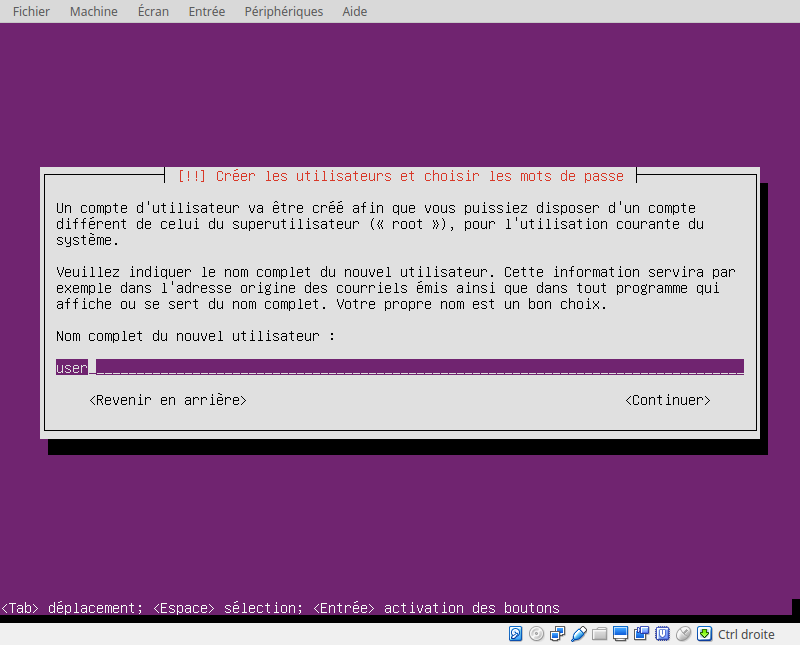 Fichier Machine Écran Entrée Périphériques Aide
[!!] Créer les utilisateurs et choisir les mots de passe
Un compte d'utilisateur va être créé afin que vous puissiez disposer d'un compte
différent de celui du superutilisateur (« root »), pour l'utilisation courante du
système.
Veuillez indiquer le nom complet du nouvel utilisateur. Cette information servira par
exemple dans l'adresse origine des courriels émis ainsi que dans tout programme qui
affiche ou se sert du nom complet. Votre propre nom est un bon choix.
Nom complet du nouvel utilisateur :
user
<Revenir en arrière> <Continuer>
<Tab> déplacement; <Espace> sélection; <Entrée> activation des boutons
Ctrl droite